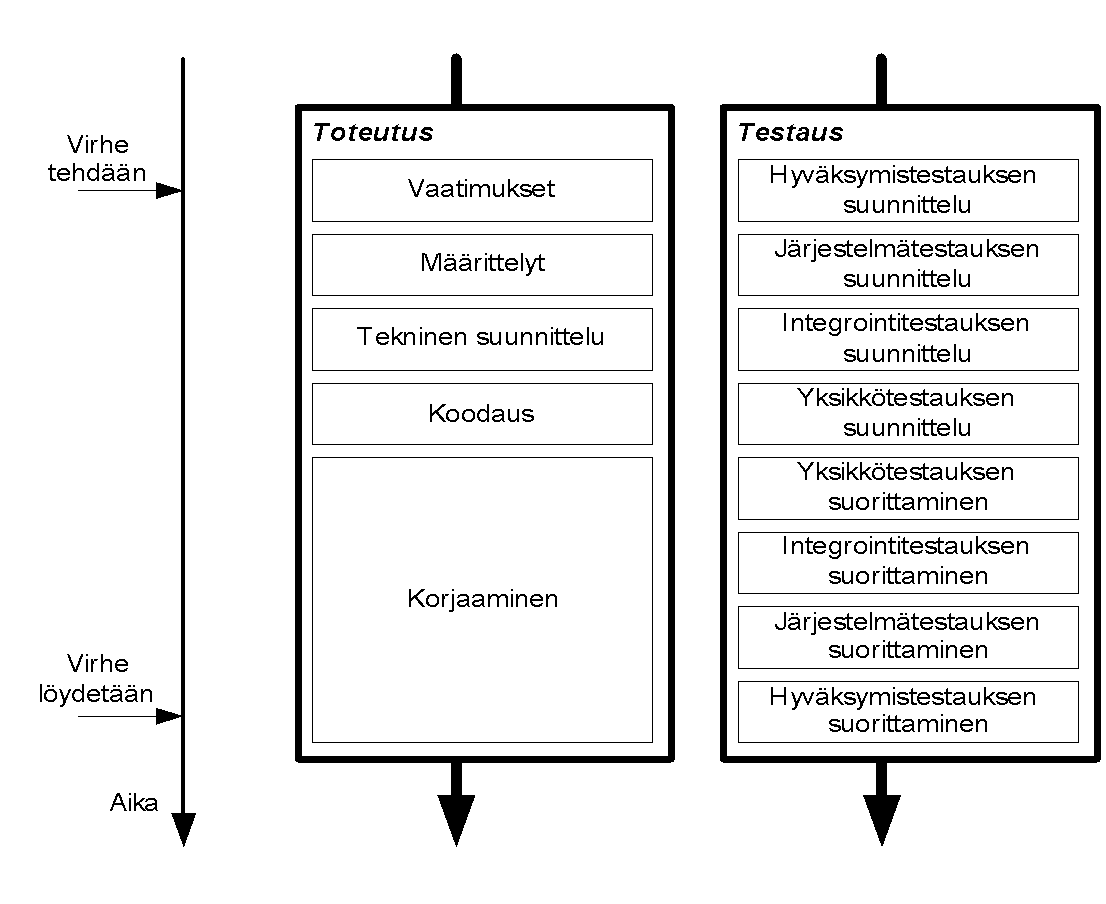 Virhe
tehdään
Virhe
löydetään
Aika
Toteutus
Vaatimukset
Määrittelyt
Tekninen suunnittelu
Koodaus
Korjaaminen
Testaus
Hyväksymistestauksen
suunnittelu
Järjestelmätestauksen
suunnittelu
Integrointitestauksen
suunnittelu
Yksikkötestauksen
suunnittelu
Yksikkötestauksen
suorittaminen
Integrointitestauksen
suorittaminen
Järjestelmätestauksen
suorittaminen
Hyväksymistestauksen
suorittaminen